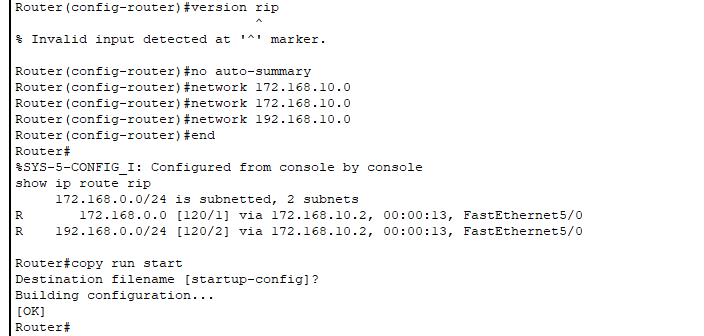 Router(config-router)#version rip
^
% Invalid input detected at '^' marker.
Router(config-router)#no auto-summary
Router(config-router)#network 172.168.10.0
Router(config-router)#network 172.168.10.0
Router(config-router)#network 192.168.10.0
Router(config-router)#end
Router#
%SYS-5-CONFIG_I: Configured from console by console
show ip route rip
172.168.0.0/24 is subnetted, 2 subnets
R 172.168.0.0 [120/1] via 172.168.10.2, 00:00:13, FastEthernet5/0
R 192.168.0.0/24 [120/2] via 172.168.10.2, 00:00:13, FastEthernet5/0
Router#copy run start
Destination filename [startup-config]?
Building configuration...
[OK]
Router#